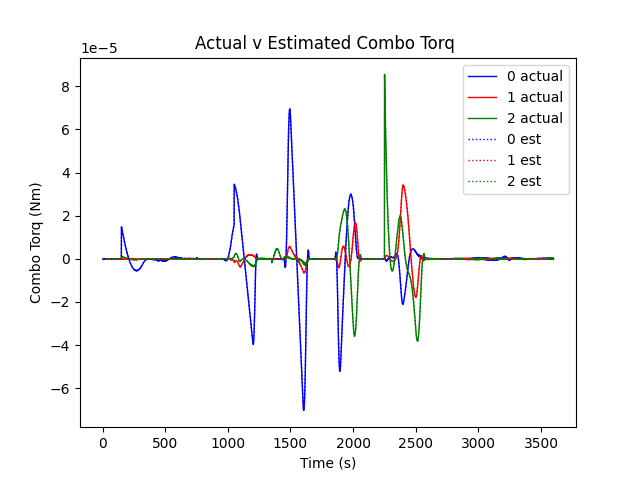 Actual v Estimated Combo Torq
1e−5
8
6
4
2
0
−2
−4
−6
Combo Torq (Nm)
0 actual
1 actual
2 actual
0 est
1 est
2 est
0 500 1000 1500 2000 2500 3000 3500
Time (s)